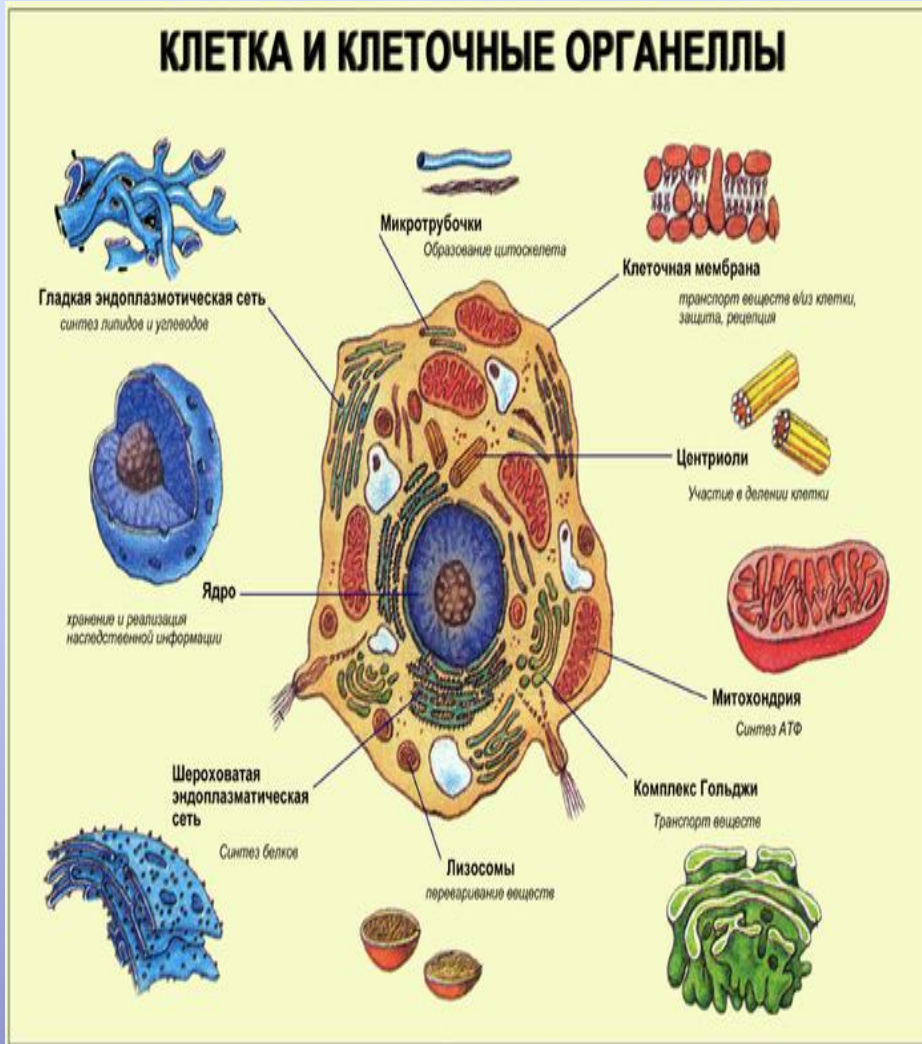 КЛЕТКА И КЛЕТОЧНЫЕ ОРГАНЕЛЛЫ
Микротрубочки
Образование цитоскелета
Клеточная мембрана
транспорт веществ в/из клетки,
защита, рецепция
Гладкая эндоплазмотическая сеть
синтез липидов и углеводов
Центриоли
Участие в делении клетки
Ядро
хранение и реализация
наследственной информации
Митохондрия
Синтез АТФ
Шероховатая
эндоплазматическая
сеть
Синтез белков
Комплекс Гольджи
Транспорт веществ
Лизосомы
переваривание веществ